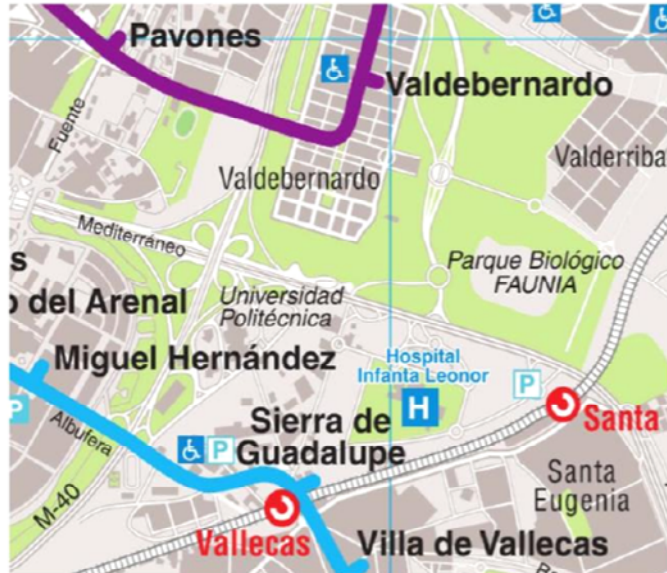 Pavones
Valdebernardo
Fuente
Valdebernardo
Valderriba
Mediterráneo
s
o del Arenal
Universidad
Politécnica
Parque Biológico
FAUNIA
Miguel Hernández
Hospital
Infanta Leonor
H
P
P
Albufera
Sierra de
Guadalupe
P
Santa
M-40
Santa
Eugenia
Vallecas
Villa de Vallecas